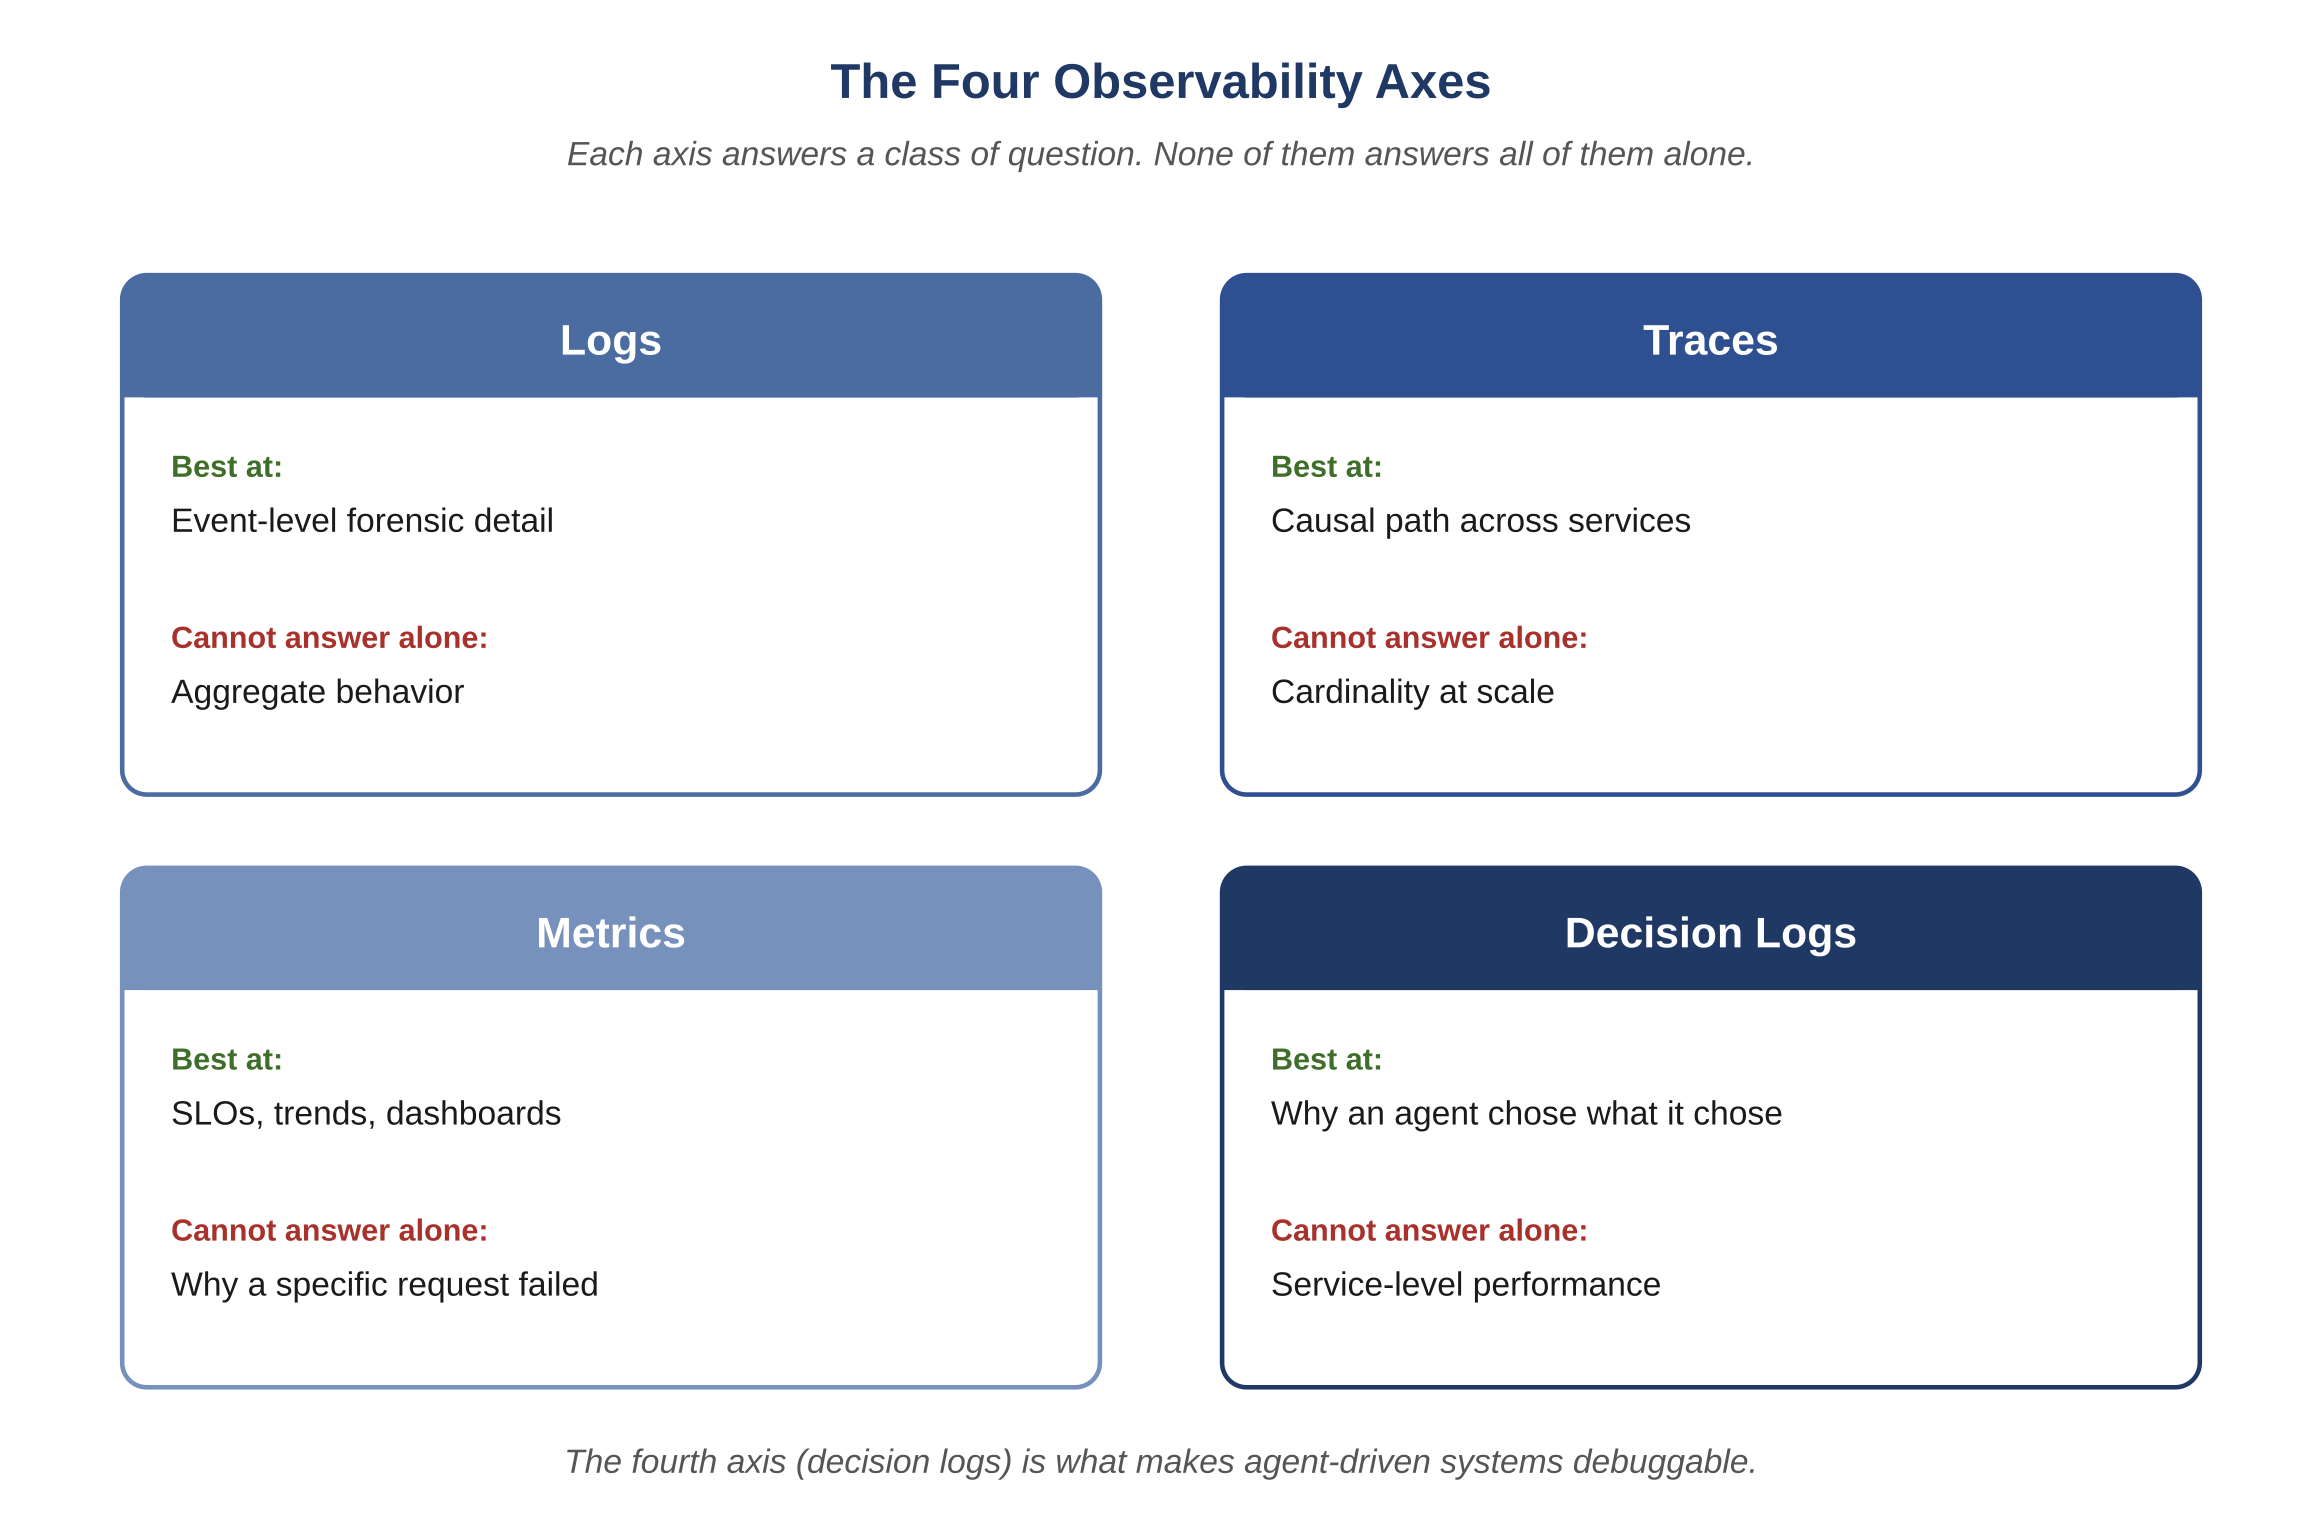 The Four Observability Axes
Each axis answers a class of question. None of them answers all of them alone.
Logs
Best at:
Event-level forensic detail
Cannot answer alone:
Aggregate behavior
Traces
Best at:
Causal path across services
Cannot answer alone:
Cardinality at scale
Metrics
Best at:
SLOs, trends, dashboards
Cannot answer alone:
Why a specific request failed
Decision Logs
Best at:
Why an agent chose what it chose
Cannot answer alone:
Service-level performance
The fourth axis (decision logs) is what makes agent-driven systems debuggable.